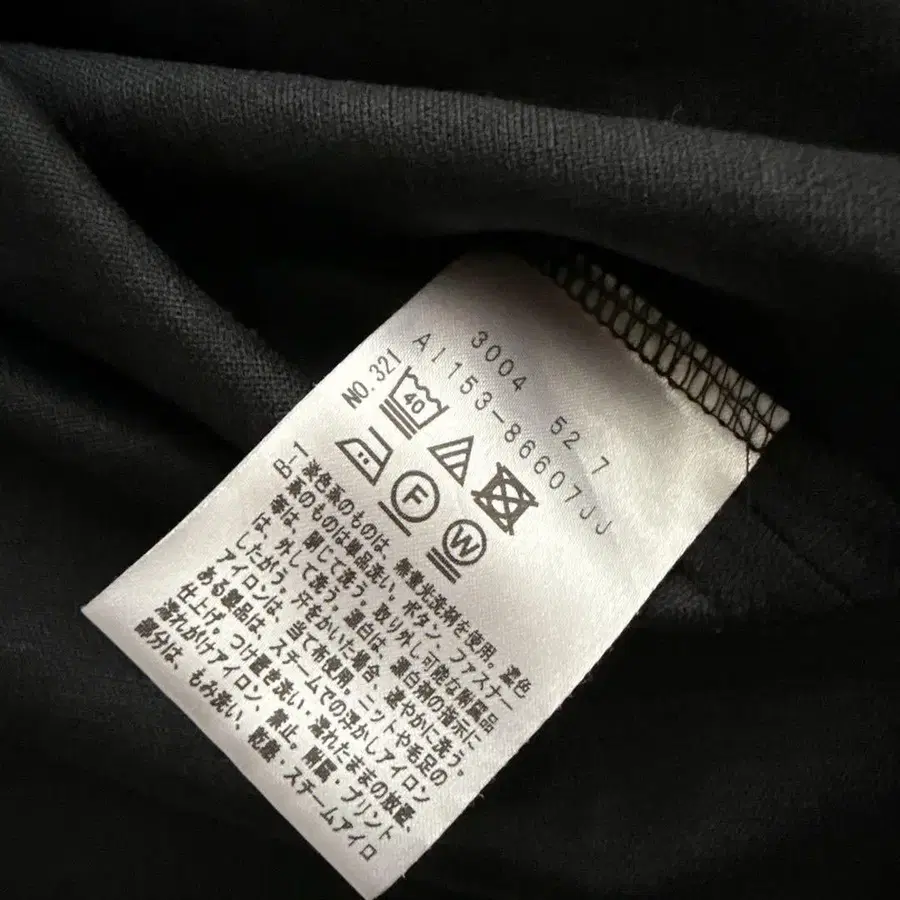 3004 52 7
AI153-86607JJ
NO.321
40
F
W
B-1
淡色系のものは、無蛍光洗剤を使用。濃色
系のものは単品洗い。ボタン、ファスナー
等は、閉じて洗う。取り外し可能な附属品
は、外して洗う。漂白は、漂白剤の指示に
したがう。汗をかいた場合、速やかに洗う。
アイロンは、当て布使用。ニットや毛足の
ある製品は、スチームでの浮かしアイロン
仕上げ。つけ置き洗い・濡れたままの放置、
濡れがけアイロン、禁止。附属・プリント
部分は、もみ洗い、乾燥・スチームアイロ